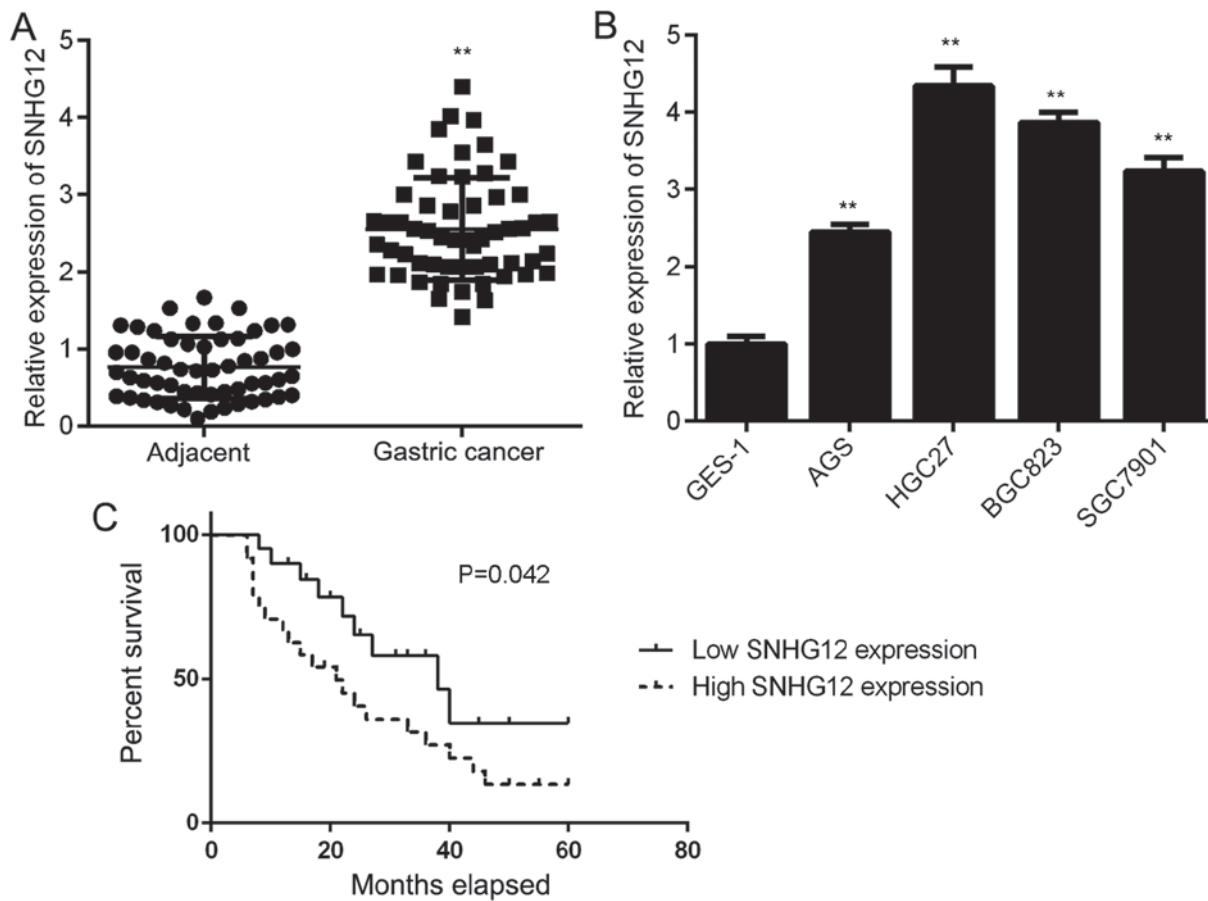 A
Relative expression of SNHG12
5
4
3
2
1
0
**
Adjacent
Gastric cancer
B
Relative expression of SNHG12
5
4
3
2
1
0
**
**
**
**
GES-1
AGS
HGC27
BGC823
SGC7901
C
Percent survival
100
50
0
P=0.042
Low SNHG12 expression
High SNHG12 expression
0 20 40 60 80
Months elapsed